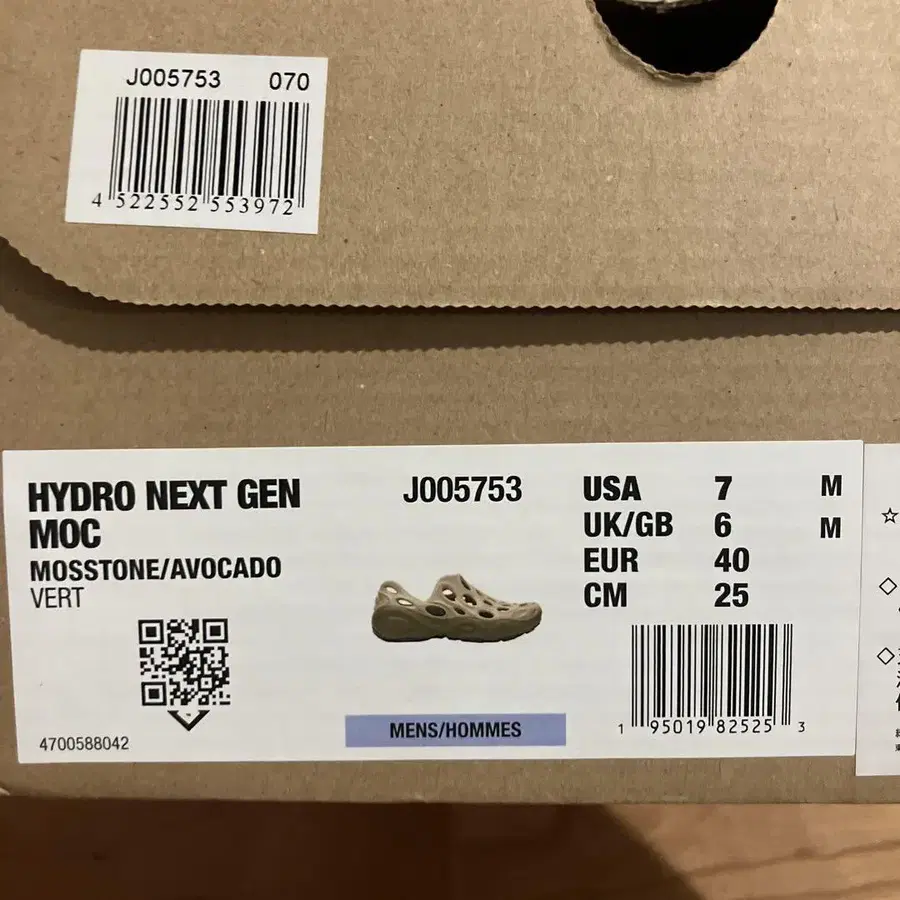 J005753 070
4 522552 553972
HYDRO NEXT GEN
MOC
MOSSTONE/AVOCADO
VERT
4700588042
J005753
MENS/HOMMES
USA 7 M
UK/GB 6 M
EUR 40
CM 25
1 95019 82525 3
☆
◇
◇